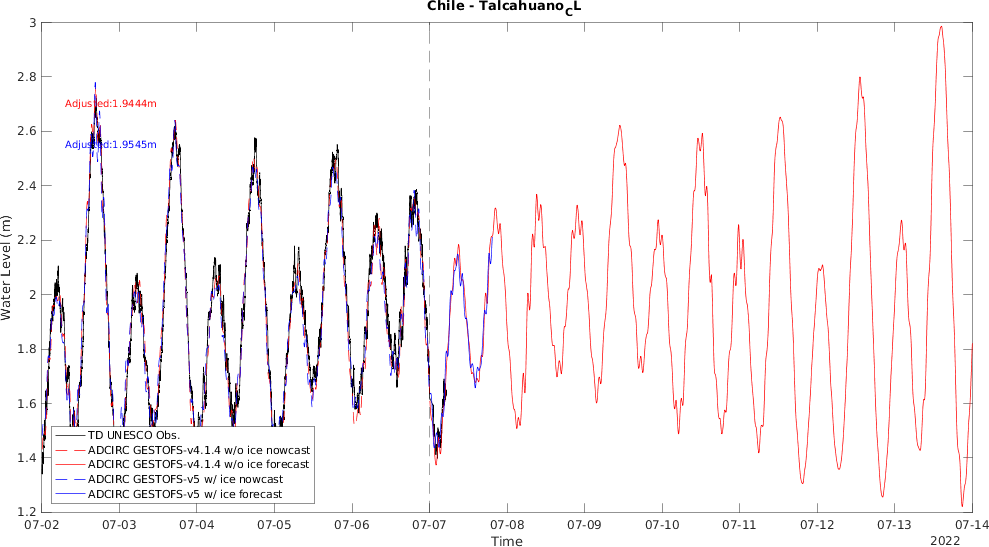 Chile - Talcahuano_CL
3
2.8
2.6
2.4
2.2
2
1.8
1.6
1.4
1.2
Water Level (m)
Adjusted:1.9444m
Adjusted:1.9545m
TD UNESCO Obs.
ADCIRC GESTOFS-v4.1.4 w/o ice nowcast
ADCIRC GESTOFS-v4.1.4 w/o ice forecast
ADCIRC GESTOFS-v5 w/ ice nowcast
ADCIRC GESTOFS-v5 w/ ice forecast
07-02 07-03 07-04 07-05 07-06 07-07 07-08 07-09 07-10 07-11 07-12 07-13 07-14
Time
2022